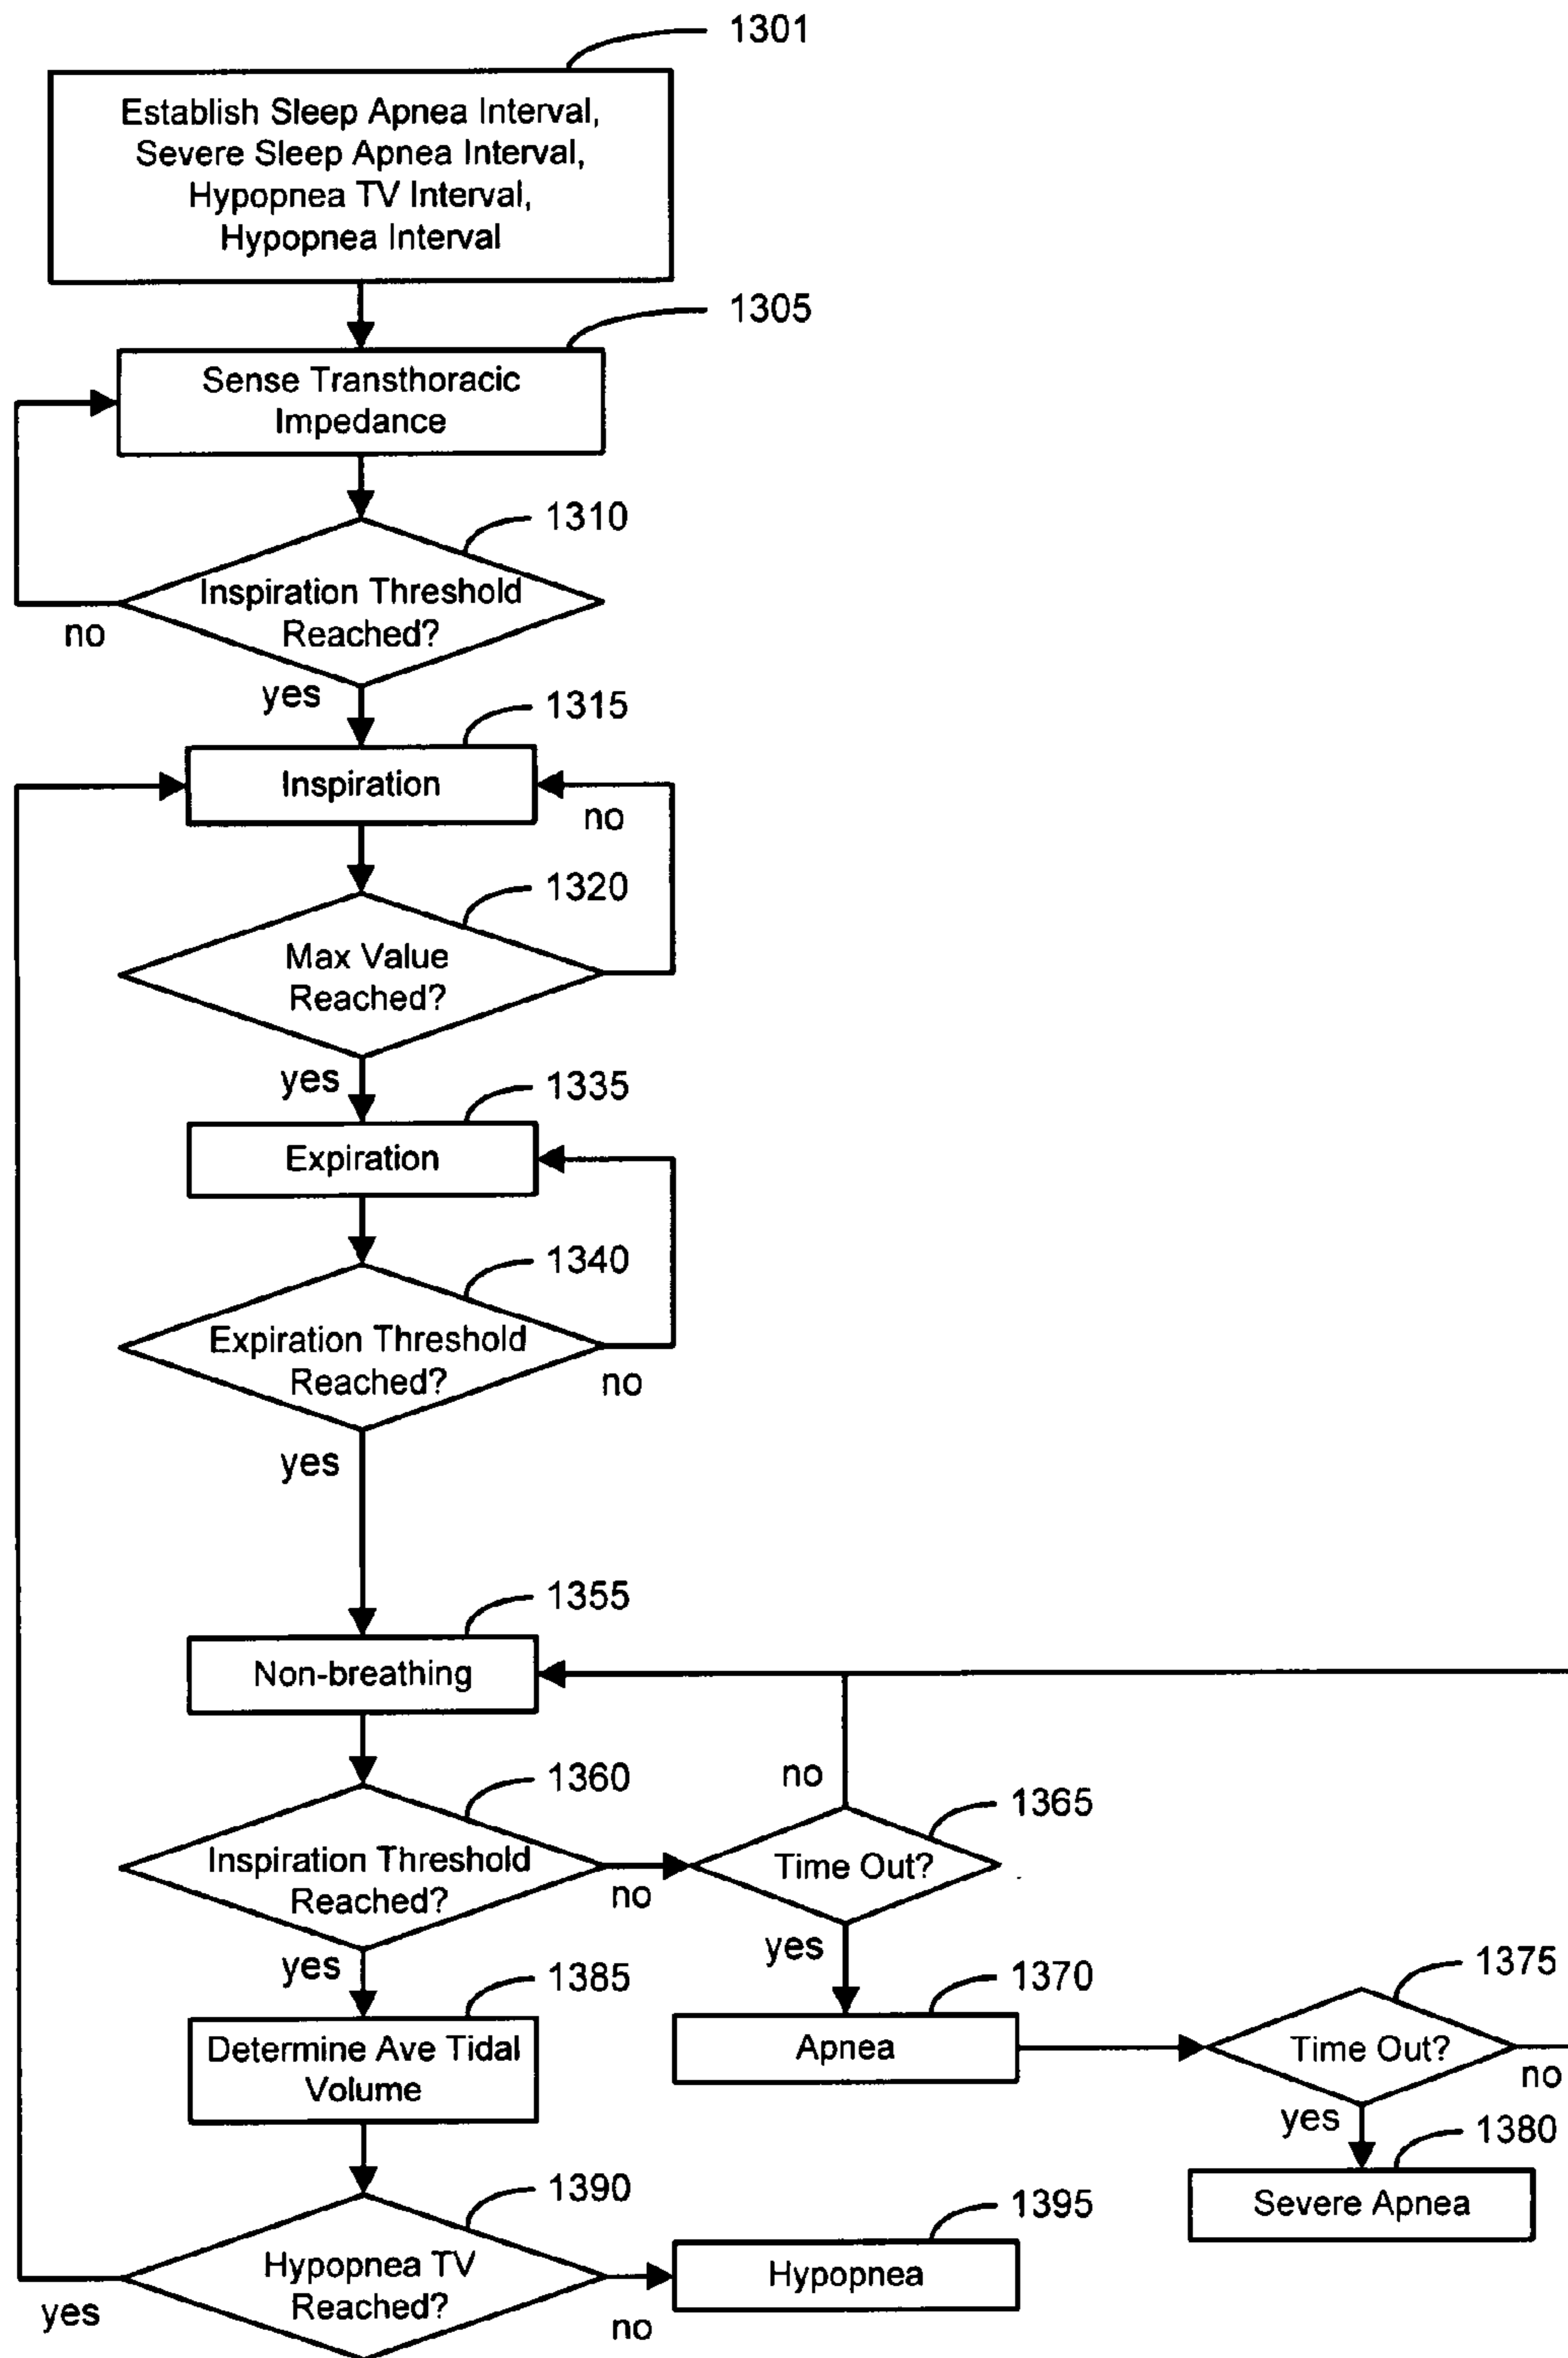 1301
Establish Sleep Apnea Interval,
Severe Sleep Apnea Interval,
Hypopnea TV Interval,
Hypopnea Interval
1305
Sense Transthoracic
Impedance
1310
Inspiration Threshold
Reached?
no
yes
1315
Inspiration
no
1320
Max Value
Reached?
yes
1335
Expiration
1340
Expiration Threshold
Reached?
no
yes
1355
Non-breathing
1360
no
1365
Inspiration Threshold
Reached?
no
Time Out?
yes
yes
1385
1370
1375
Determine Ave Tidal
Volume
Apnea
Time Out?
no
yes
1380
1390
1395
Severe Apnea
Hypopnea TV
Reached?
Hypopnea
yes
no